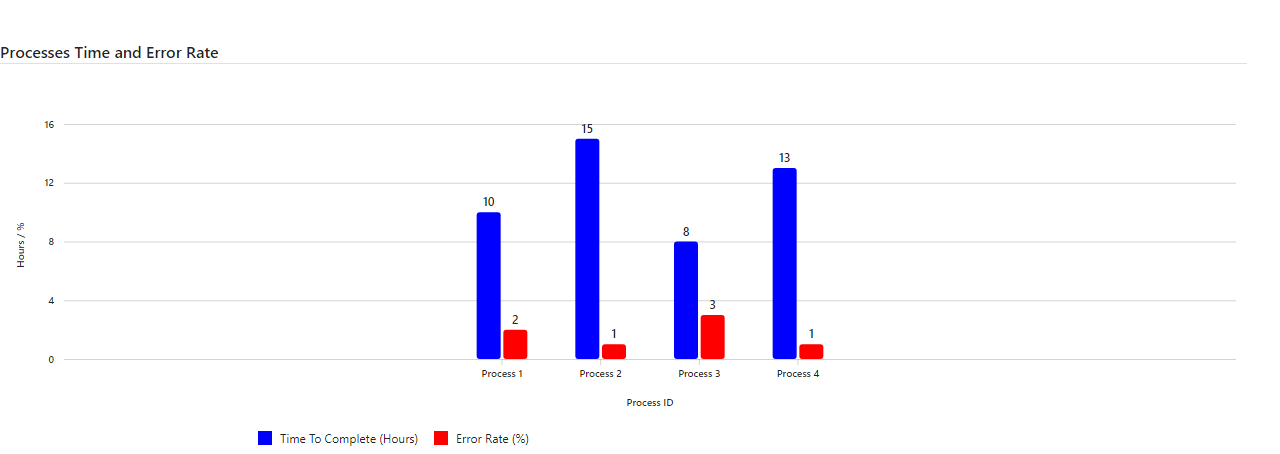 Processes Time and Error Rate
16
15
13
12
10
Hours / %
8
8
4
3
2
1
1
0
Process 1 Process 2 Process 3 Process 4
Process ID
Time To Complete (Hours) Error Rate (%)